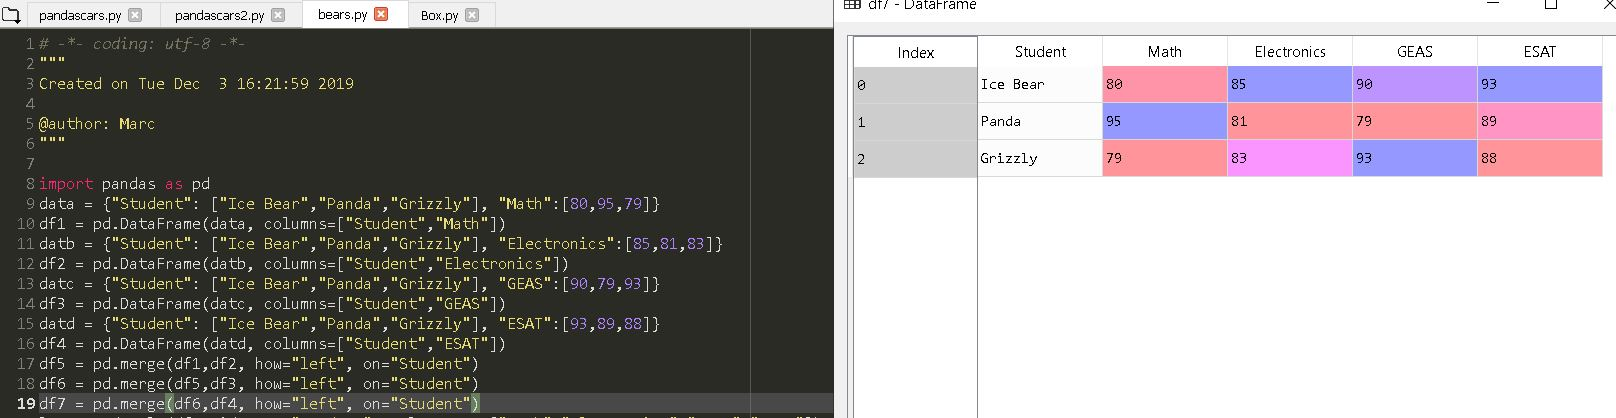 pandascars.py pandascars2.py bears.py Box.py
1 # -*- coding: utf-8 -*-
2 """
3 Created on Tue Dec  3 16:21:59 2019
4
5 @author: Marc
6 """
7
8 import pandas as pd
9 data = {"Student": ["Ice Bear","Panda","Grizzly"], "Math":[80,95,79]}
10 df1 = pd.DataFrame(data, columns=["Student","Math"])
11 datb = {"Student": ["Ice Bear","Panda","Grizzly"], "Electronics":[85,81,83]}
12 df2 = pd.DataFrame(datb, columns=["Student","Electronics"])
13 datc = {"Student": ["Ice Bear","Panda","Grizzly"], "GEAS":[90,79,93]}
14 df3 = pd.DataFrame(datc, columns=["Student","GEAS"])
15 datd = {"Student": ["Ice Bear","Panda","Grizzly"], "ESAT":[93,89,88]}
16 df4 = pd.DataFrame(datd, columns=["Student","ESAT"])
17 df5 = pd.merge(df1,df2, how="left", on="Student")
18 df6 = pd.merge(df5,df3, how="left", on="Student")
19 df7 = pd.merge(df6,df4, how="left", on="Student")
df7 - DataFrame
Index Student Math Electronics GEAS ESAT
0 Ice Bear 80 85 90 93
1 Panda 95 81 79 89
2 Grizzly 79 83 93 88